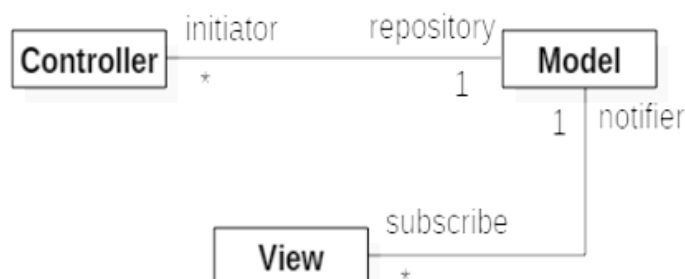 initiator repository
Controller Model
* 1
1 notifier
subscribe
View
*